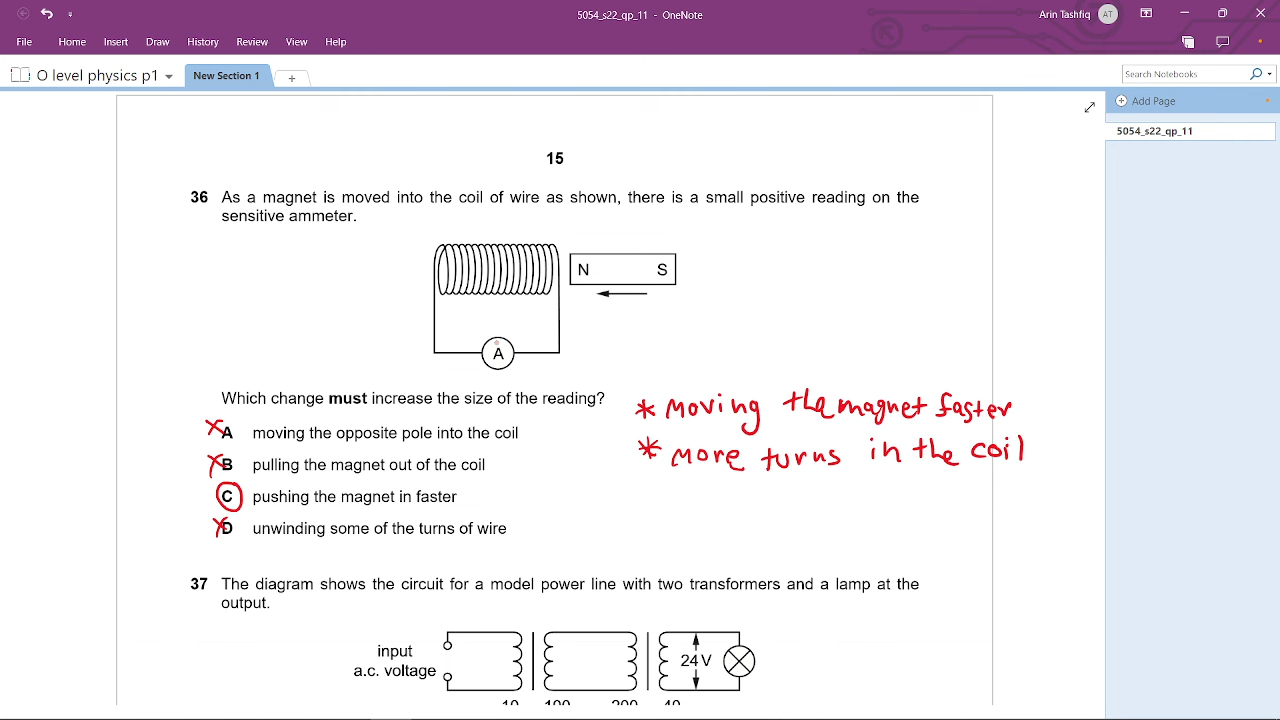 5054_s22_qp_11 - OneNote
Arin Tashfiq AT
File Home Insert Draw History Review View Help
O level physics p1 New Section 1 +
Search Notebooks
Add Page
5054_s22_qp_11
15
36 As a magnet is moved into the coil of wire as shown, there is a small positive reading on the
sensitive ammeter.
N S
A
Which change must increase the size of the reading?
A moving the opposite pole into the coil
B pulling the magnet out of the coil
C pushing the magnet in faster
D unwinding some of the turns of wire
* moving the magnet faster
* more turns in the coil
37 The diagram shows the circuit for a model power line with two transformers and a lamp at the
output.
input
a.c. voltage
24 V
10 100 200 40